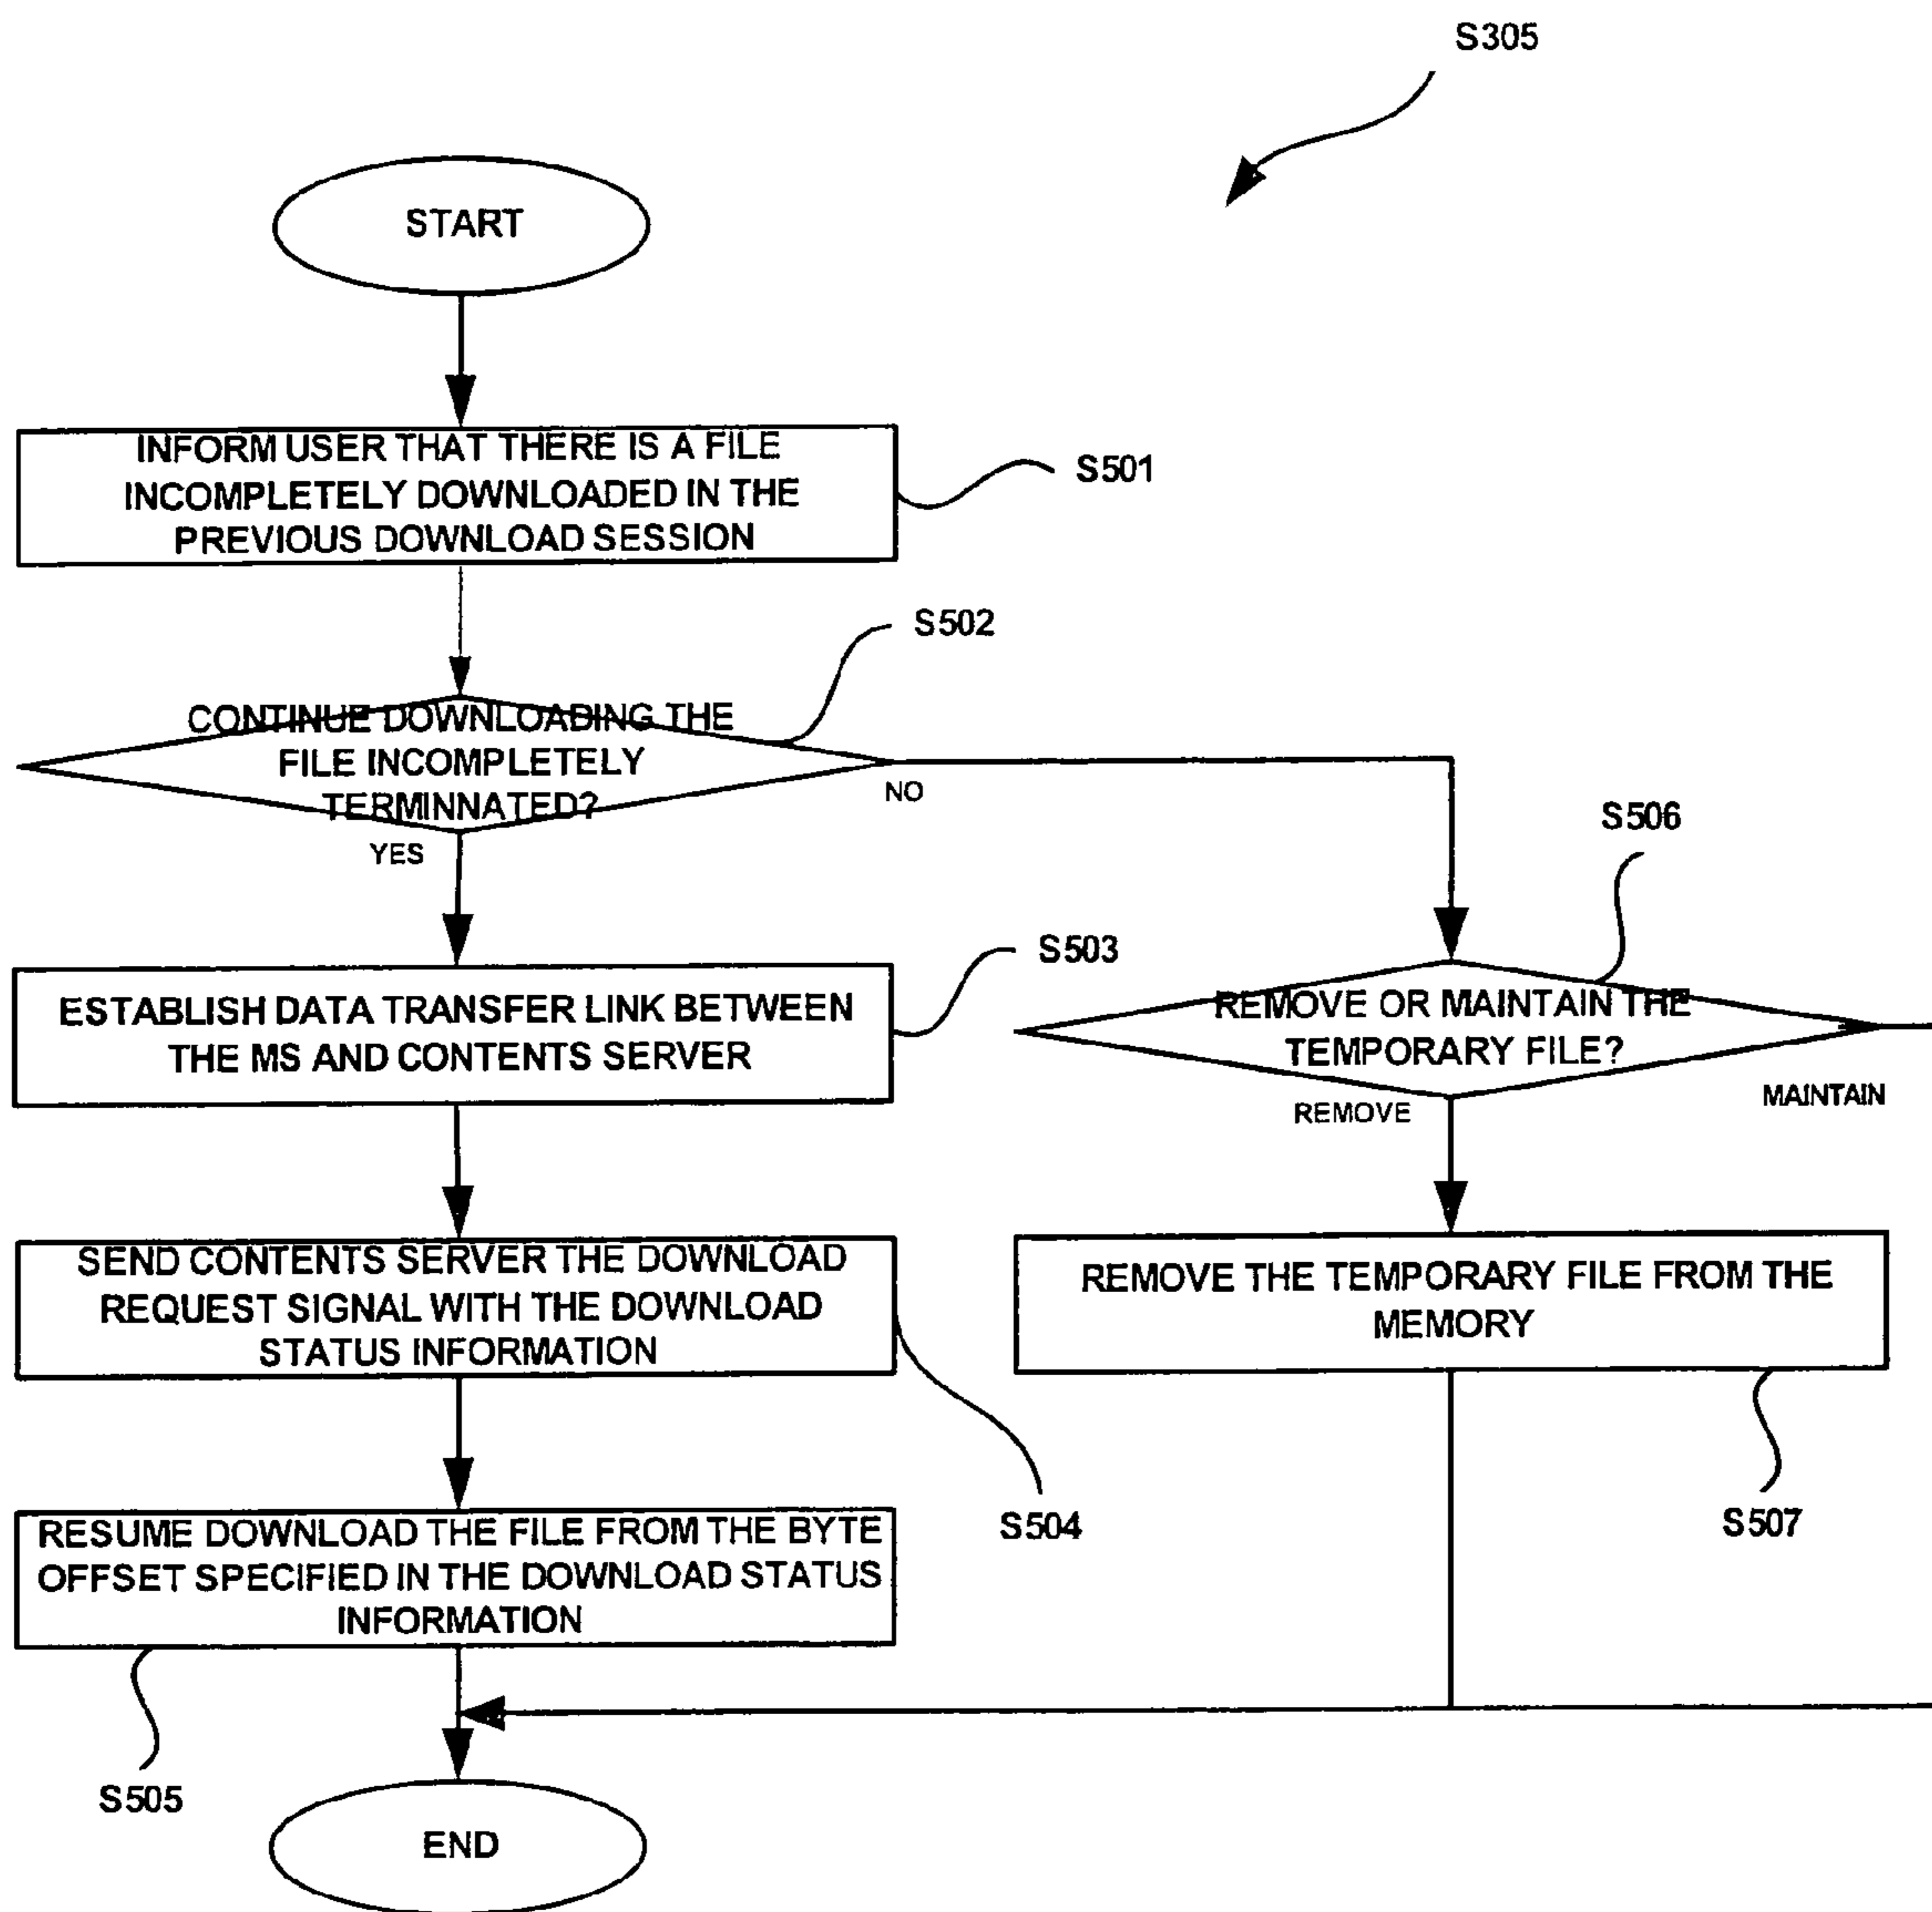 S305
START
INFORM USER THAT THERE IS A FILE
INCOMPLETELY DOWNLOADED IN THE
PREVIOUS DOWNLOAD SESSION
S501
S502
CONTINUE DOWNLOADING THE
FILE INCOMPLETELY
TERMINNATED?
NO
YES
S506
S503
ESTABLISH DATA TRANSFER LINK BETWEEN
THE MS AND CONTENTS SERVER
REMOVE OR MAINTAIN THE
TEMPORARY FILE?
MAINTAIN
REMOVE
SEND CONTENTS SERVER THE DOWNLOAD
REQUEST SIGNAL WITH THE DOWNLOAD
STATUS INFORMATION
REMOVE THE TEMPORARY FILE FROM THE
MEMORY
S504
S507
RESUME DOWNLOAD THE FILE FROM THE BYTE
OFFSET SPECIFIED IN THE DOWNLOAD STATUS
INFORMATION
S505
END